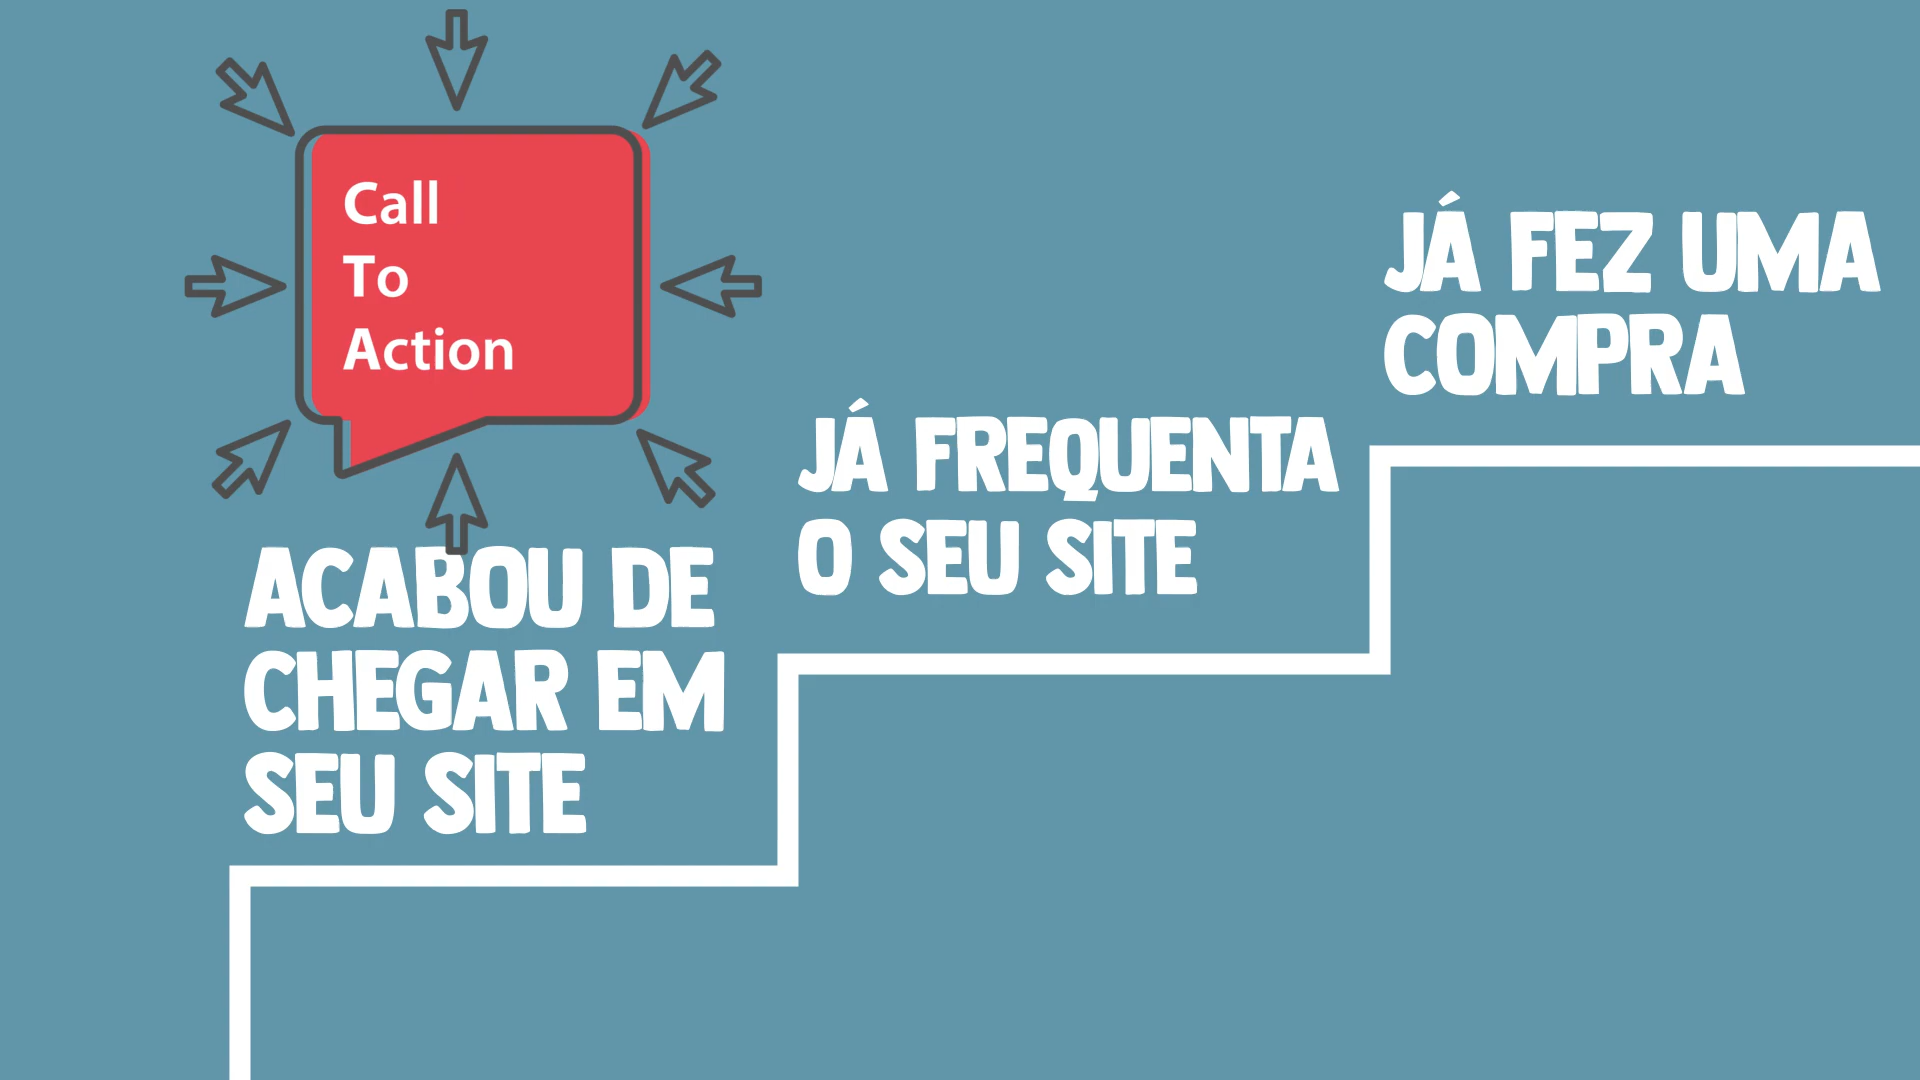 Call
To
Action
ACABOU DE
CHEGAR EM
SEU SITE
JÁ FREQUENTA
O SEU SITE
JÁ FEZ UMA
COMPRA